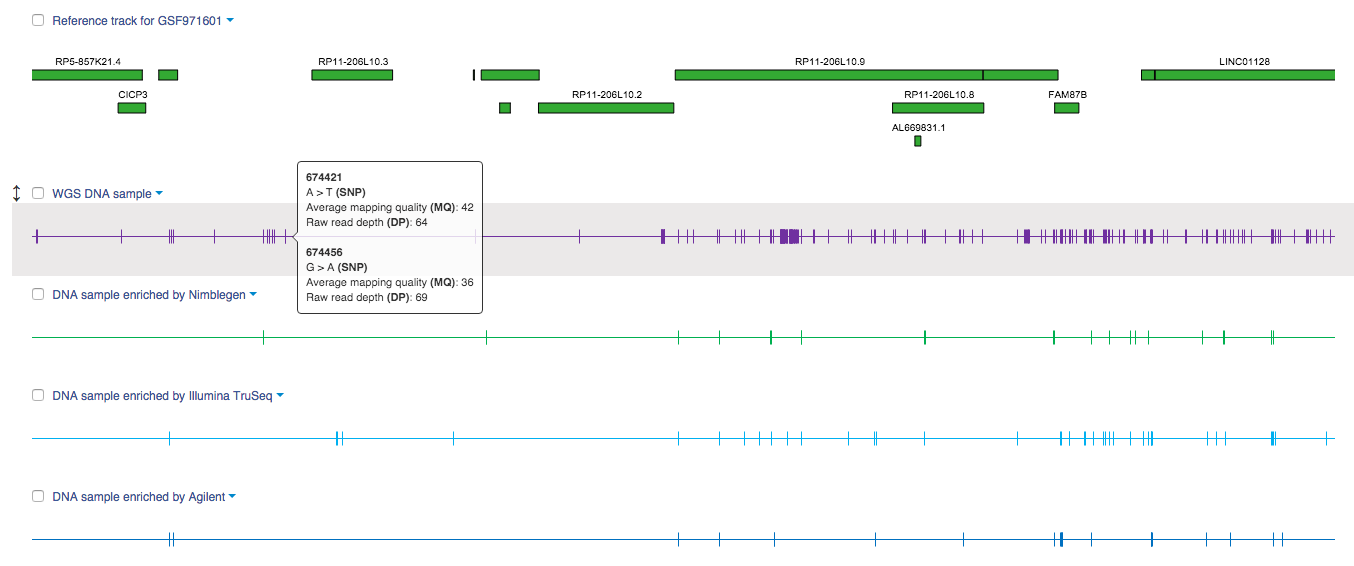 Reference track for GSF971601
RP5-857K21.4
RP11-206L10.3
RP11-206L10.9
LINC01128
CICP3
RP11-206L10.2
RP11-206L10.8
FAM87B
AL669831.1
WGS DNA sample
674421
A > T (SNP)
Average mapping quality (MQ): 42
Raw read depth (DP): 64
674456
G > A (SNP)
Average mapping quality (MQ): 36
Raw read depth (DP): 69
DNA sample enriched by Nimblegen
DNA sample enriched by Illumina TruSeq
DNA sample enriched by Agilent